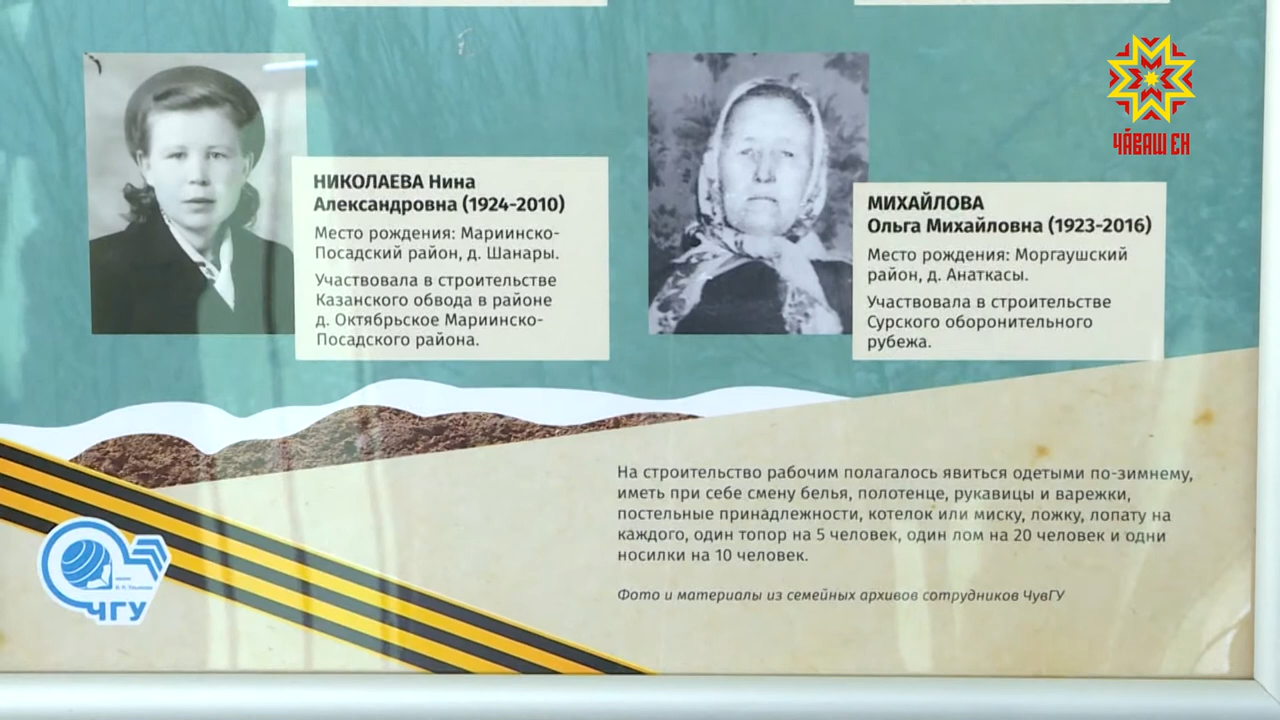 ЧӐВАШ ЕН
НИКОЛАЕВА Нина
Александровна (1924-2010)
Место рождения: Мариинско-
Посадский район, д. Шанары.
Участвовала в строительстве
Казанского обвода в районе
д. Октябрьское Мариинско-
Посадского района.
МИХАЙЛОВА
Ольга Михайловна (1923-2016)
Место рождения: Моргаушский
район, д. Анаткасы.
Участвовала в строительстве
Сурского оборонительного
рубежа.
На строительство рабочим полагалось явиться одетыми по-зимнему,
иметь при себе смену белья, полотенце, рукавицы и варежки,
постельные принадлежности, котелок или миску, ложку, лопату на
каждого, один топор на 5 человек, один лом на 20 человек и одни
носилки на 10 человек.
Фото и материалы из семейных архивов сотрудников ЧувГУ
ЧГУ